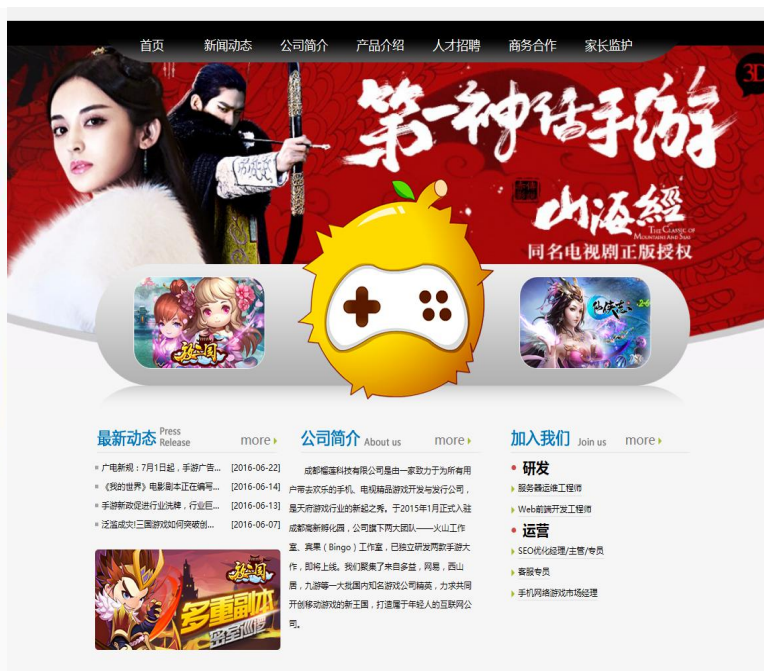 首页 新闻动态 公司简介 产品介绍 人才招聘 商务合作 家长监护
3D
第一神话手游
山海經
THE CLASSIC OF
MOUNTAINS AND SEAS
同名电视剧正版授权
最新动态 Press Release more
广电新规：7月1日起，手游广告... [2016-06-22]
《我的世界》电影剧本正在编写... [2016-06-14]
手游新政促进行业洗牌，行业巨... [2016-06-13]
泛滥成灾!三国游戏如何突破创... [2016-06-07]
多重副本
密室巡逻
公司简介 About us more
成都榴莲科技有限公司是由一家致力于为所有用
户带去欢乐的手机、电视精品游戏开发与发行公司，
是天府游戏行业的新起之秀。于2015年1月正式入驻
成都高新孵化园，公司旗下两大团队——火山工作
室、宾果（Bingo）工作室，已独立研发两款手游大
作，即将上线。我们聚集了来自多益，网易，西山
居，九游等一大批国内知名游戏公司精英，力求共同
开创移动游戏的新王国，打造属于年轻人的互联网公
司。
加入我们 Join us more
研发
服务器运维工程师
Web前端开发工程师
运营
SEO优化经理/主管/专员
客服专员
手机网络游戏市场经理